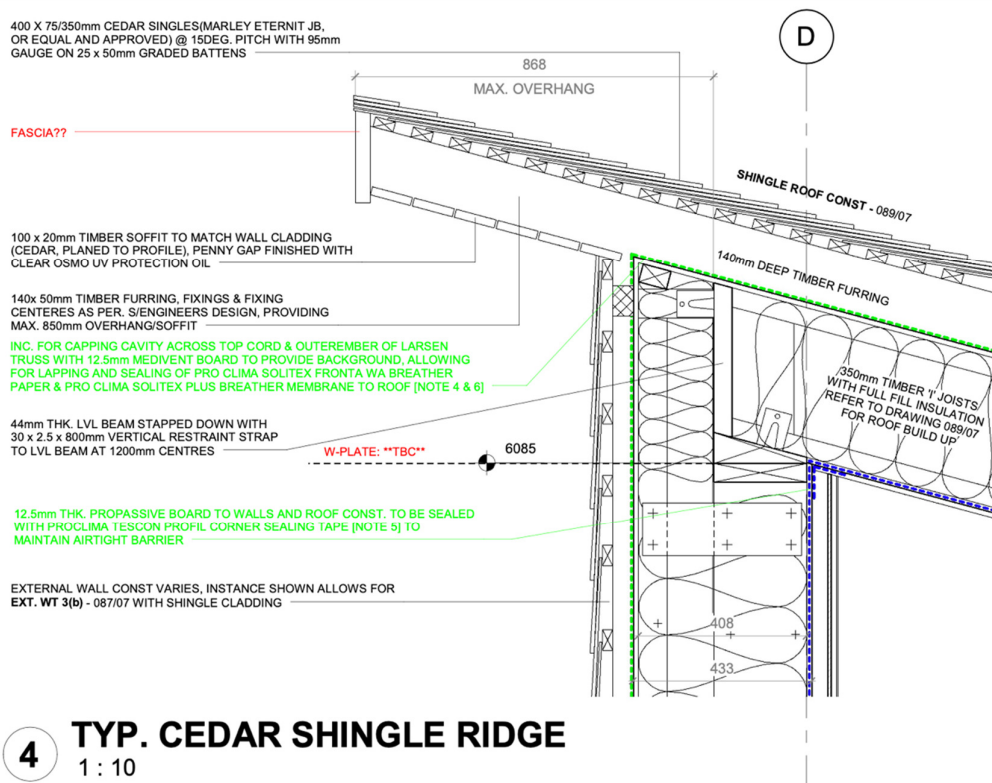 400 X 75/350mm CEDAR SINGLES(MARLEY ETERNIT JB,
OR EQUAL AND APPROVED) @ 15DEG. PITCH WITH 95mm
GAUGE ON 25 x 50mm GRADED BATTENS
868
MAX. OVERHANG
D
FASCIA??
SHINGLE ROOF CONST - 089/07
100 x 20mm TIMBER SOFFIT TO MATCH WALL CLADDING
(CEDAR, PLANED TO PROFILE), PENNY GAP FINISHED WITH
CLEAR OSMO UV PROTECTION OIL
140mm DEEP TIMBER FURRING
140x 50mm TIMBER FURRING, FIXINGS & FIXING
CENTERES AS PER. S/ENGINEERS DESIGN, PROVIDING
MAX. 850mm OVERHANG/SOFFIT
INC. FOR CAPPING CAVITY ACROSS TOP CORD & OUTEREMBER OF LARSEN
TRUSS WITH 12.5mm MEDIVENT BOARD TO PROVIDE BACKGROUND, ALLOWING
FOR LAPPING AND SEALING OF PRO CLIMA SOLITEX FRONTA WA BREATHER
PAPER & PRO CLIMA SOLITEX PLUS BREATHER MEMBRANE TO ROOF [NOTE 4 & 6]
350mm TIMBER 'I' JOISTS
WITH FULL FILL INSULATION
REFER TO DRAWING 089/07
FOR ROOF BUILD UP
44mm THK. LVL BEAM STAPPED DOWN WITH
30 x 2.5 x 800mm VERTICAL RESTRAINT STRAP
TO LVL BEAM AT 1200mm CENTRES
W-PLATE: **TBC**
6085
12.5mm THK. PROPASSIVE BOARD TO WALLS AND ROOF CONST. TO BE SEALED
WITH PROCLIMA TESCON PROFIL CORNER SEALING TAPE [NOTE 5] TO
MAINTAIN AIRTIGHT BARRIER
EXTERNAL WALL CONST VARIES, INSTANCE SHOWN ALLOWS FOR
EXT. WT 3(b) - 087/07 WITH SHINGLE CLADDING
408
433
4
TYP. CEDAR SHINGLE RIDGE
1 : 10